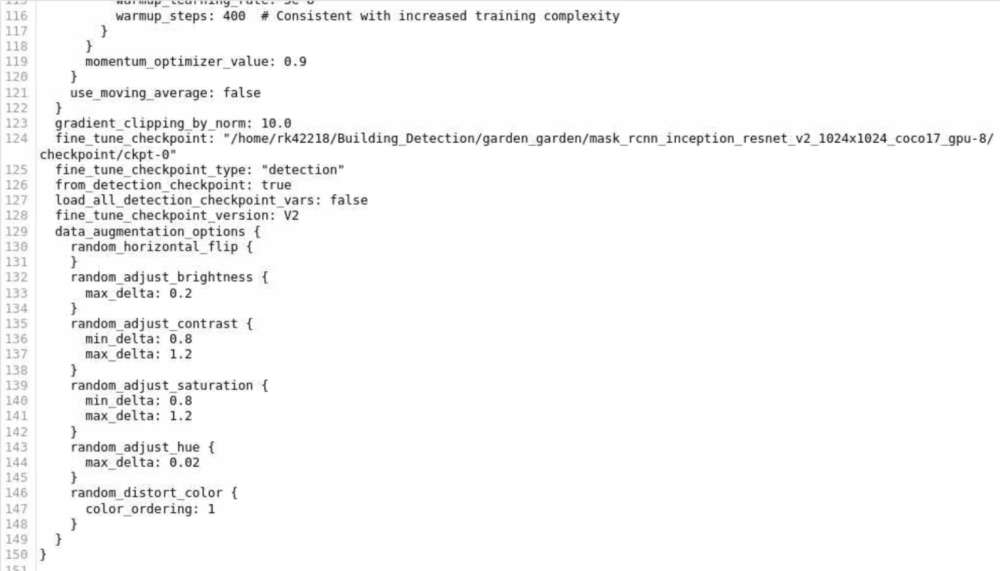 116 warmup_steps: 400 # Consistent with increased training complexity
117 }
118 }
119 momentum_optimizer_value: 0.9
120 }
121 use_moving_average: false
122 }
123 gradient_clipping_by_norm: 10.0
124 fine_tune_checkpoint: "/home/rk42218/Building_Detection/garden_garden/mask_rcnn_inception_resnet_v2_1024x1024_coco17_gpu-8/
checkpoint/ckpt-0"
125 fine_tune_checkpoint_type: "detection"
126 from_detection_checkpoint: true
127 load_all_detection_checkpoint_vars: false
128 fine_tune_checkpoint_version: V2
129 data_augmentation_options {
130 random_horizontal_flip {
131 }
132 random_adjust_brightness {
133 max_delta: 0.2
134 }
135 random_adjust_contrast {
136 min_delta: 0.8
137 max_delta: 1.2
138 }
139 random_adjust_saturation {
140 min_delta: 0.8
141 max_delta: 1.2
142 }
143 random_adjust_hue {
144 max_delta: 0.02
145 }
146 random_distort_color {
147 color_ordering: 1
148 }
149 }
150 }
151